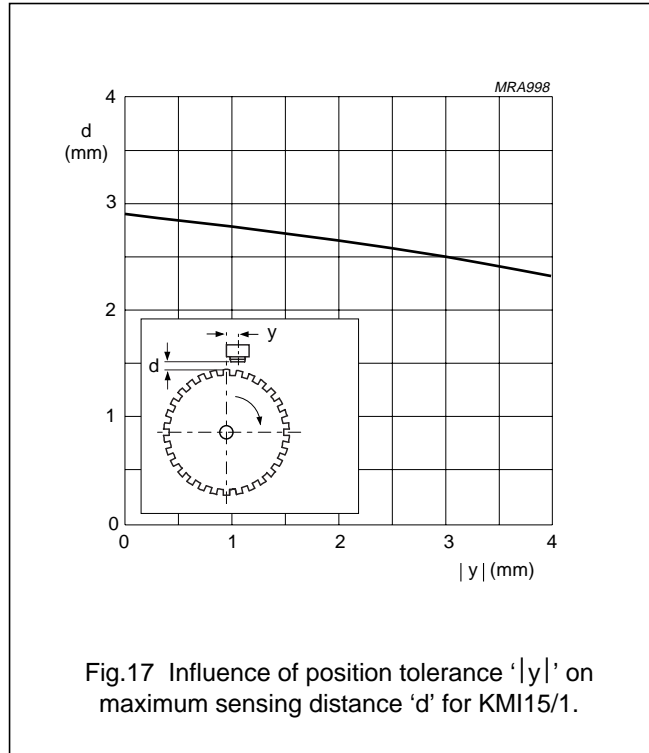 MRA998
4
d
(mm)
3
2
y
d
1
0
0 1 2 3 4
| y | (mm)
Fig.17 Influence of position tolerance ‘|y|’ on
maximum sensing distance ‘d’ for KMI15/1.